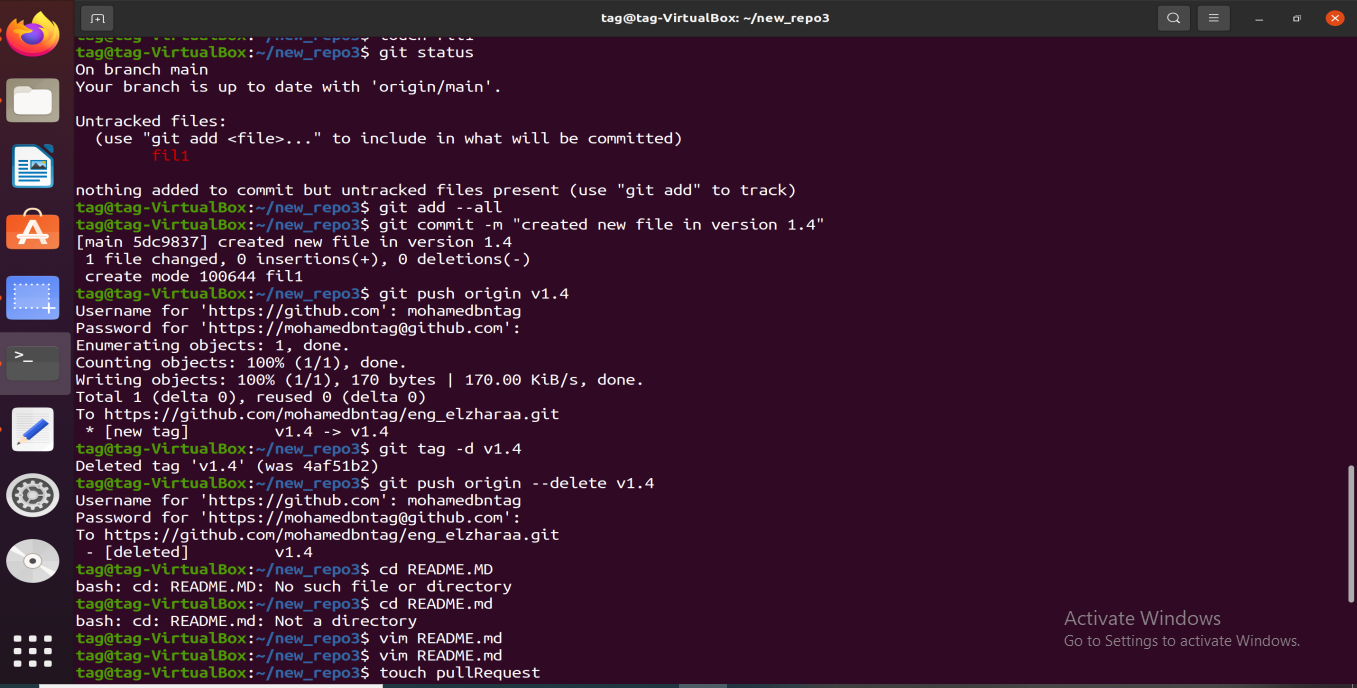 tag@tag-VirtualBox: ~/new_repo3
tag@tag-VirtualBox:~/new_repo3$ touch fil1
tag@tag-VirtualBox:~/new_repo3$ git status
On branch main
Your branch is up to date with 'origin/main'.
Untracked files:
  (use "git add <file>..." to include in what will be committed)
        fil1
nothing added to commit but untracked files present (use "git add" to track)
tag@tag-VirtualBox:~/new_repo3$ git add --all
tag@tag-VirtualBox:~/new_repo3$ git commit -m "created new file in version 1.4"
[main 5dc9837] created new file in version 1.4
 1 file changed, 0 insertions(+), 0 deletions(-)
 create mode 100644 fil1
tag@tag-VirtualBox:~/new_repo3$ git push origin v1.4
Username for 'https://github.com': mohamedbntag
Password for 'https://mohamedbntag@github.com':
Enumerating objects: 1, done.
Counting objects: 100% (1/1), done.
Writing objects: 100% (1/1), 170 bytes | 170.00 KiB/s, done.
Total 1 (delta 0), reused 0 (delta 0)
To https://github.com/mohamedbntag/eng_elzharaa.git
 * [new tag]         v1.4 -> v1.4
tag@tag-VirtualBox:~/new_repo3$ git tag -d v1.4
Deleted tag 'v1.4' (was 4af51b2)
tag@tag-VirtualBox:~/new_repo3$ git push origin --delete v1.4
Username for 'https://github.com': mohamedbntag
Password for 'https://mohamedbntag@github.com':
To https://github.com/mohamedbntag/eng_elzharaa.git
 - [deleted]         v1.4
tag@tag-VirtualBox:~/new_repo3$ cd README.MD
bash: cd: README.MD: No such file or directory
tag@tag-VirtualBox:~/new_repo3$ cd README.md
bash: cd: README.md: Not a directory
tag@tag-VirtualBox:~/new_repo3$ vim README.md
tag@tag-VirtualBox:~/new_repo3$ vim README.md
tag@tag-VirtualBox:~/new_repo3$ touch pullRequest
Activate Windows
Go to Settings to activate Windows.